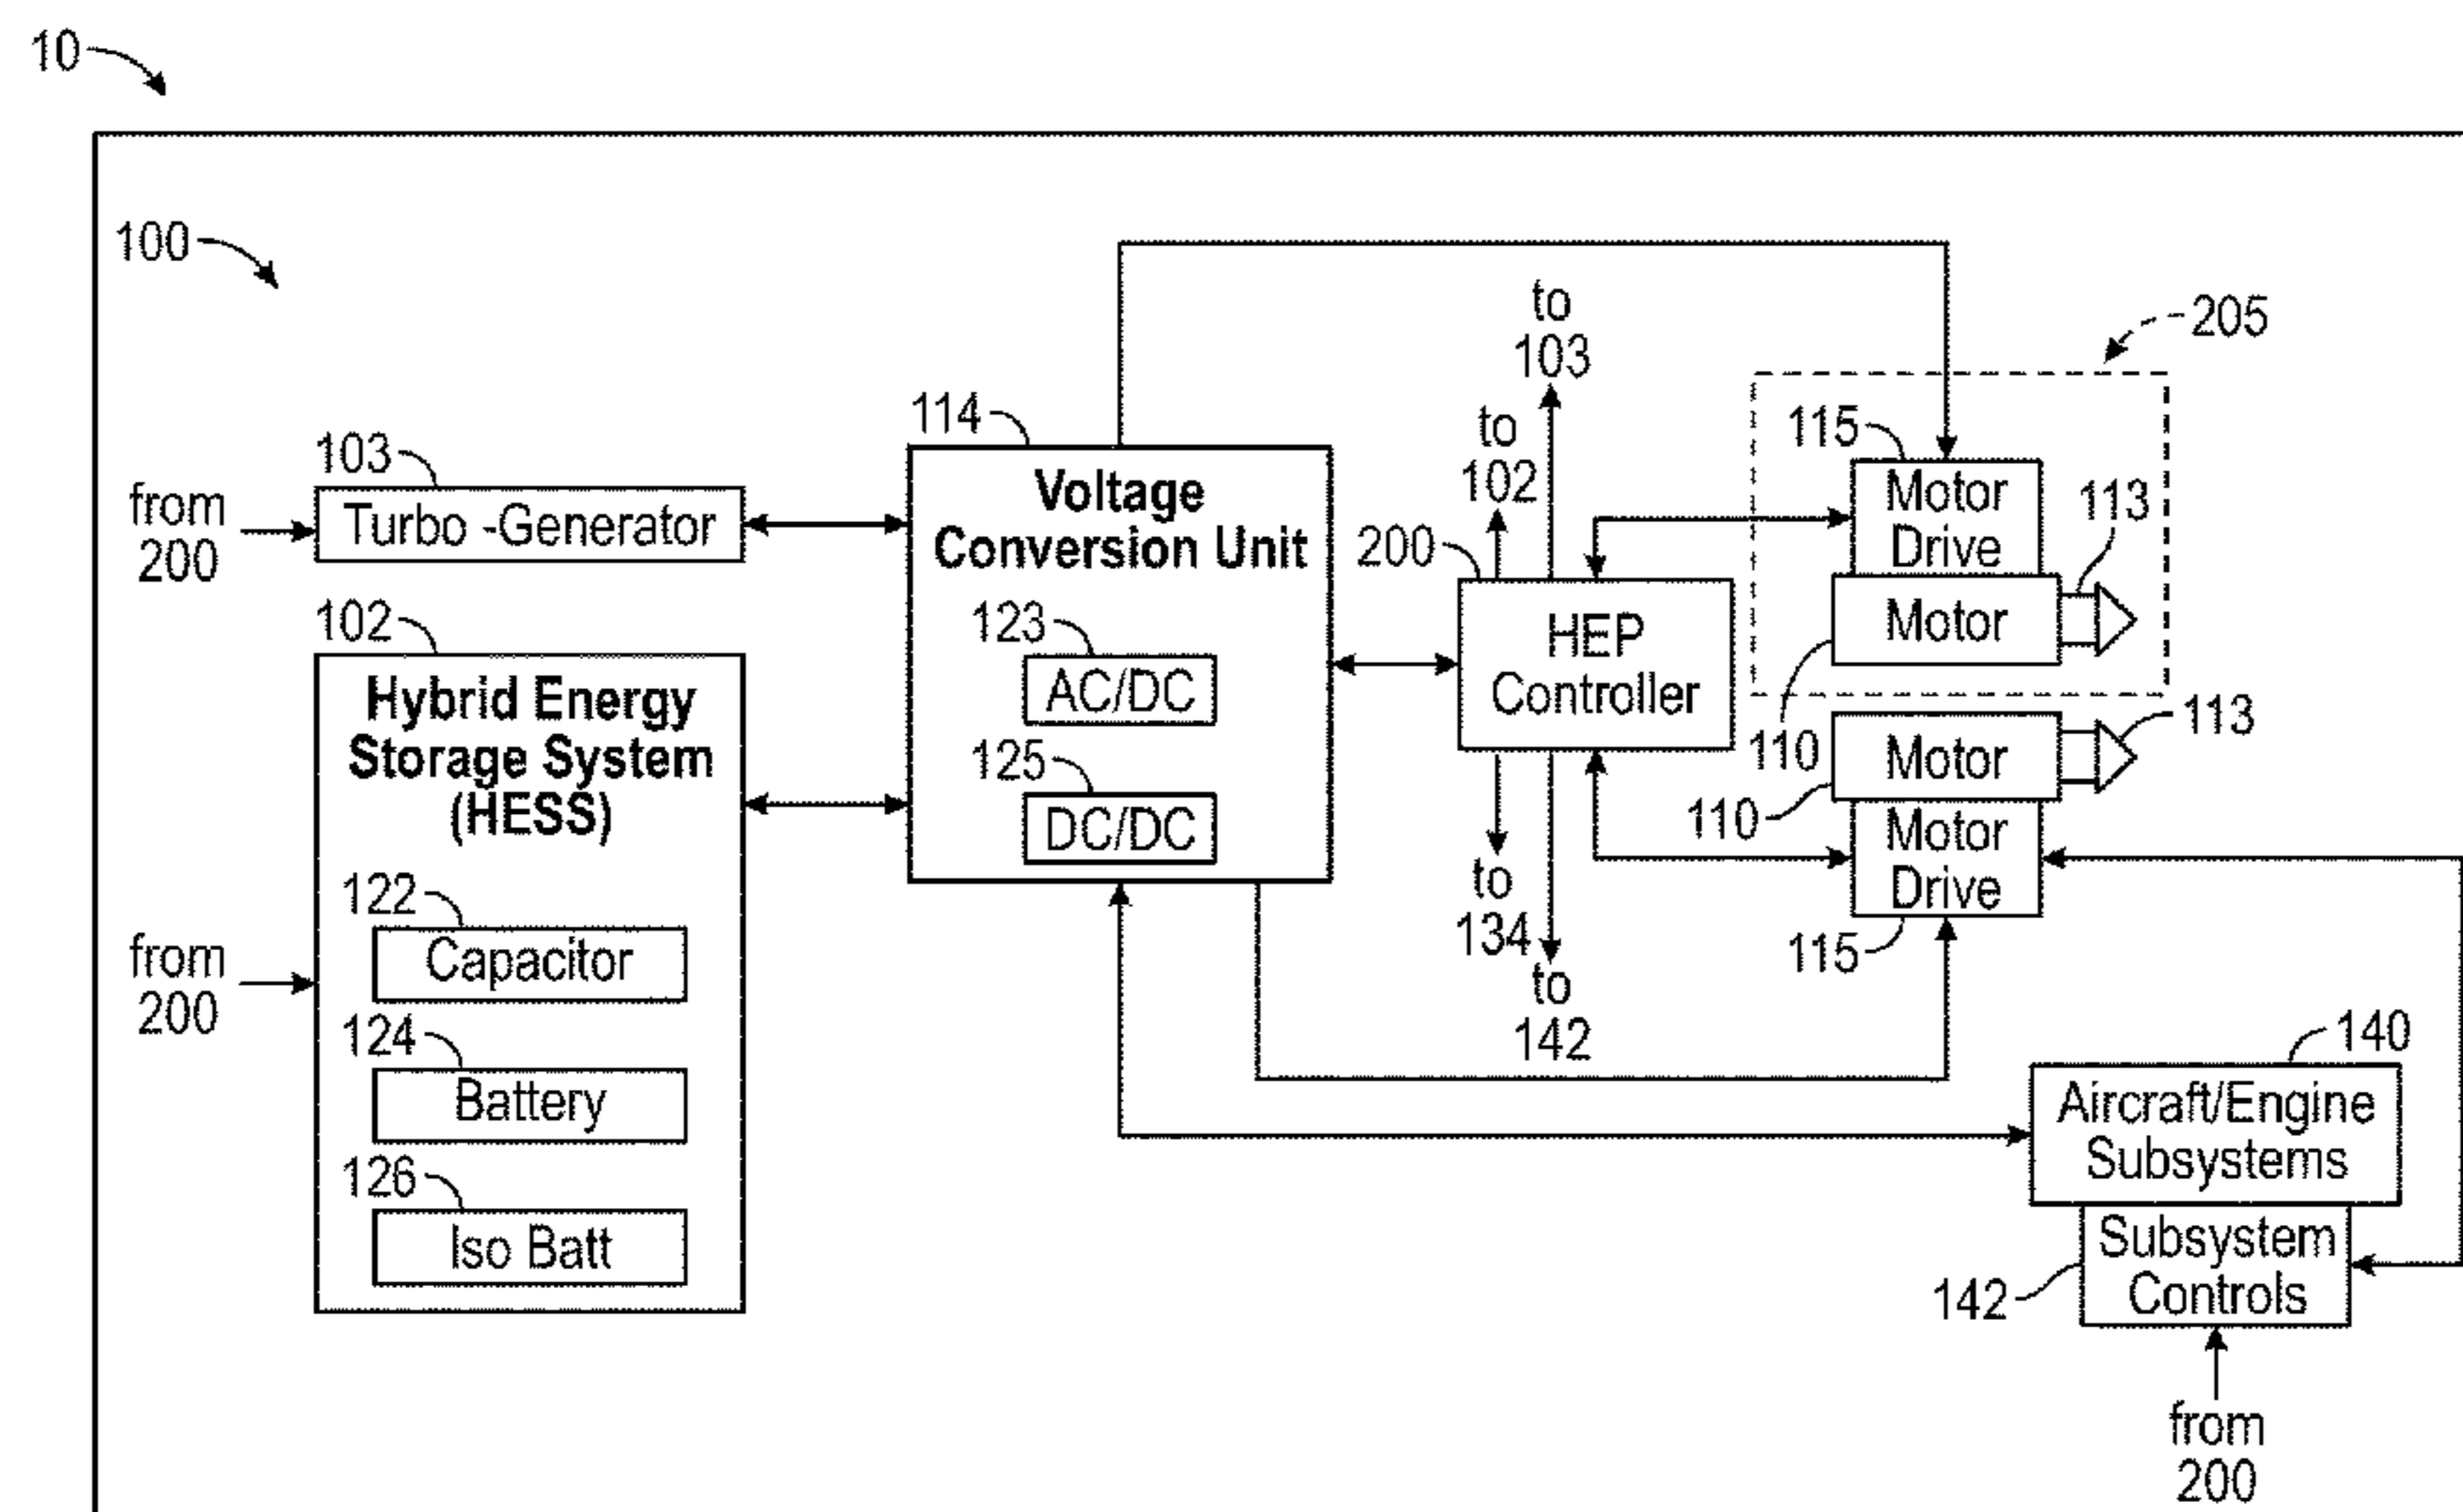 10
100
to
103
205
114
to
102
115
103
Voltage
Conversion Unit
Motor
Drive
113
from
200
Turbo -Generator
200
102
123
HEP
Controller
Motor
Hybrid Energy
Storage System
(HESS)
AC/DC
113
110
125
Motor
DC/DC
110
Motor
Drive
122
to
134
from
200
Capacitor
115
to
142
124
140
Battery
Aircraft/Engine
Subsystems
126
Iso Batt
Subsystem
Controls
142
from
200